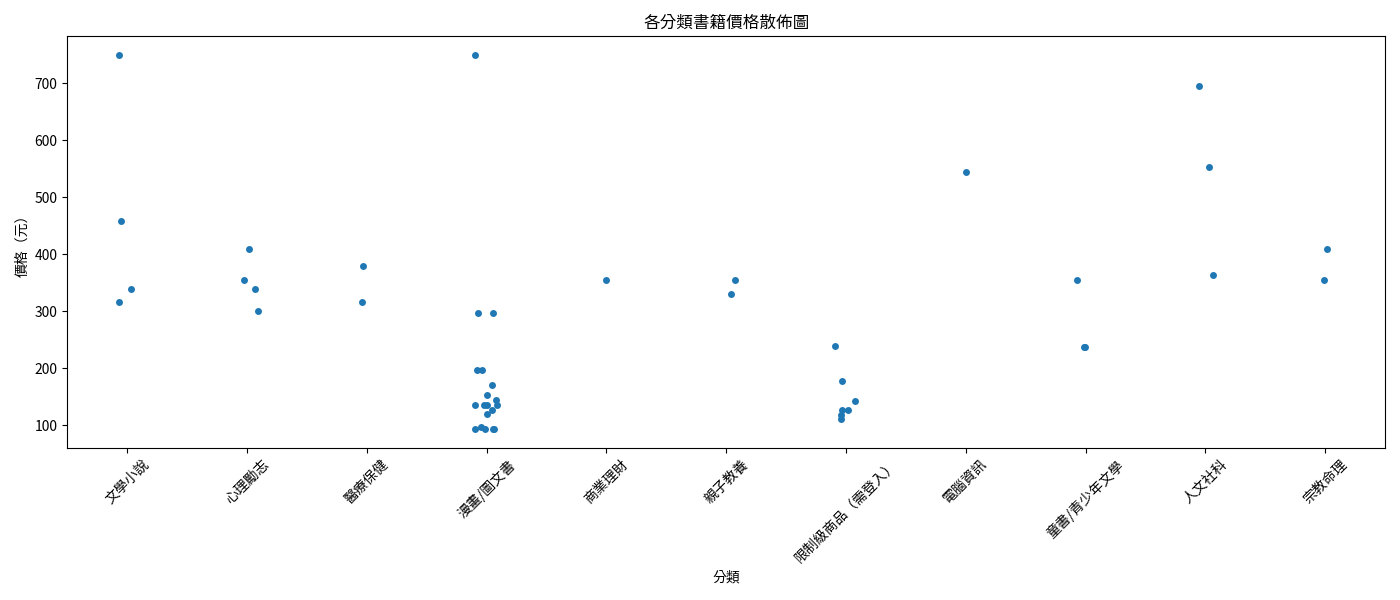 各分類書籍價格散佈圖
價格（元）
700
600
500
400
300
200
100
文學小說
心理勵志
醫療保健
漫畫/圖文書
商業理財
親子教養
限制級商品（需登入）
電腦資訊
童書/青少年文學
人文社科
宗教命理
分類